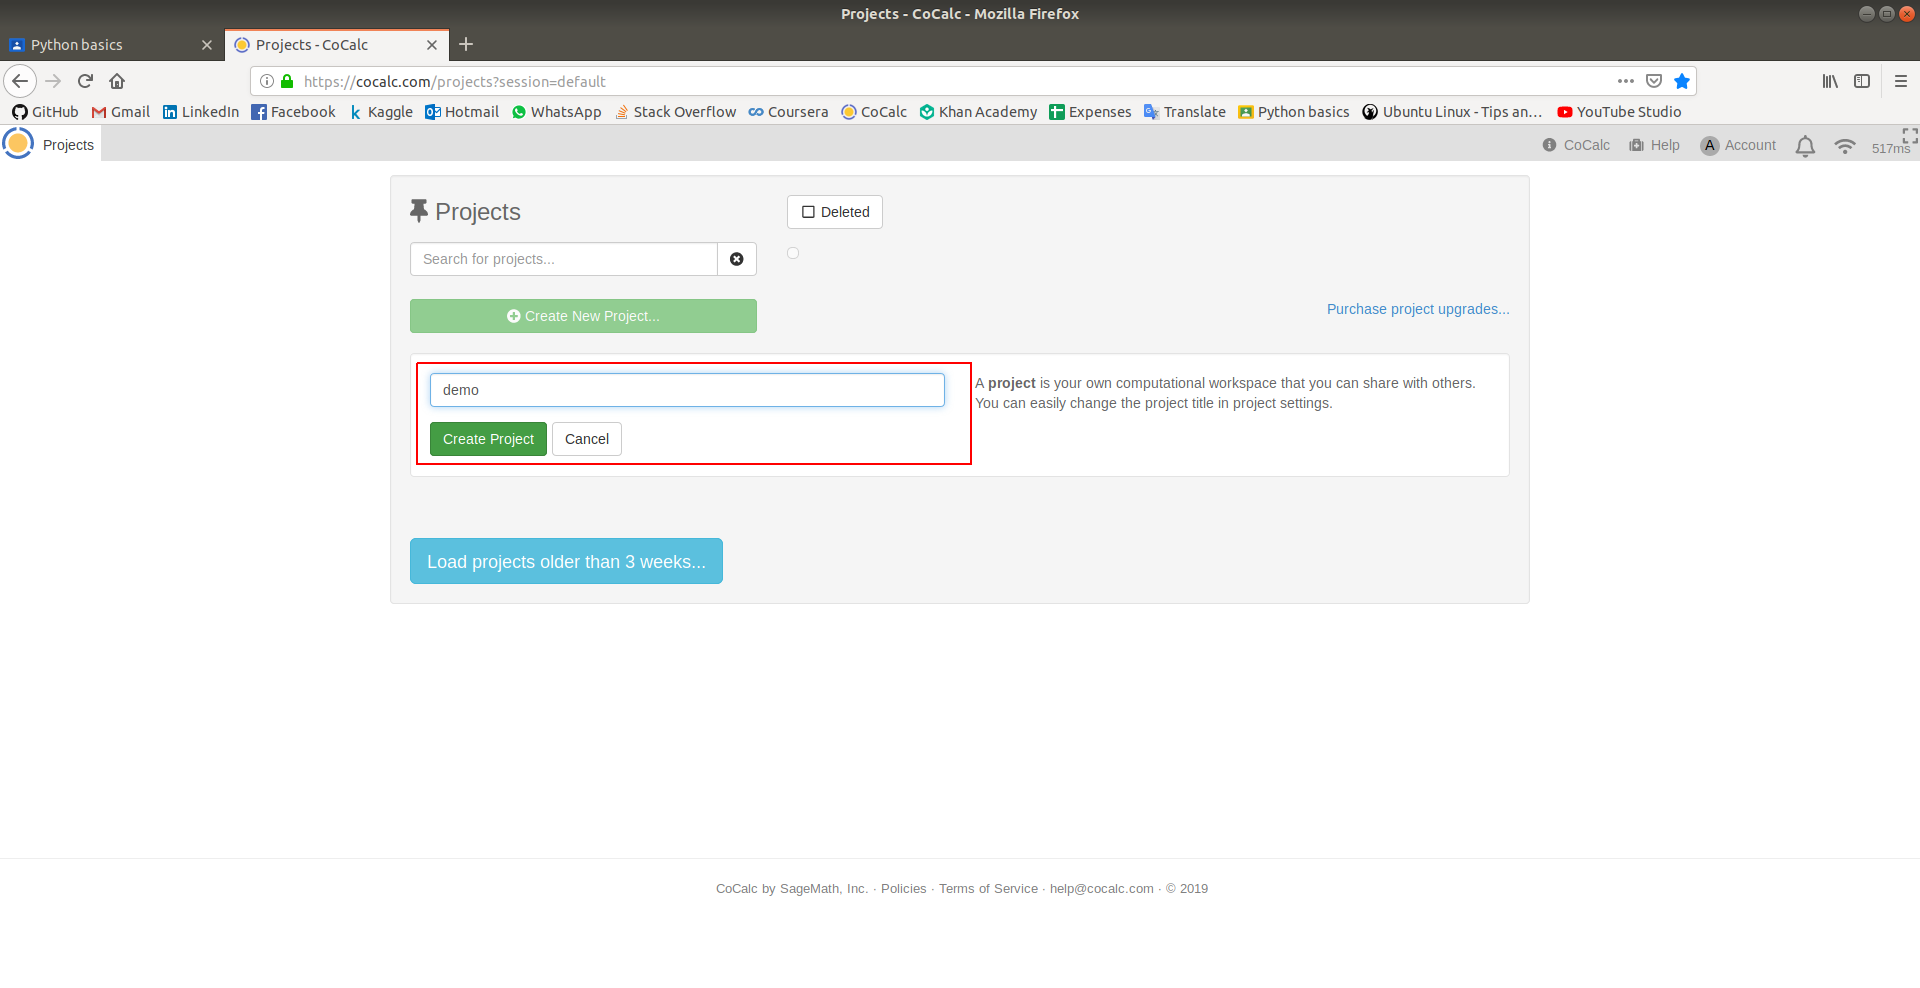 Projects - CoCalc - Mozilla Firefox
Python basics
Projects - CoCalc
https://cocalc.com/projects?session=default
GitHub Gmail LinkedIn Facebook Kaggle Hotmail WhatsApp Stack Overflow Coursera CoCalc Khan Academy Expenses Translate Python basics Ubuntu Linux - Tips an... YouTube Studio
Projects
CoCalc Help A Account 517ms
Projects
Deleted
Search for projects...
Create New Project...
Purchase project upgrades...
demo
A project is your own computational workspace that you can share with others.
You can easily change the project title in project settings.
Create Project Cancel
Load projects older than 3 weeks...
CoCalc by SageMath, Inc. · Policies · Terms of Service · help@cocalc.com · © 2019